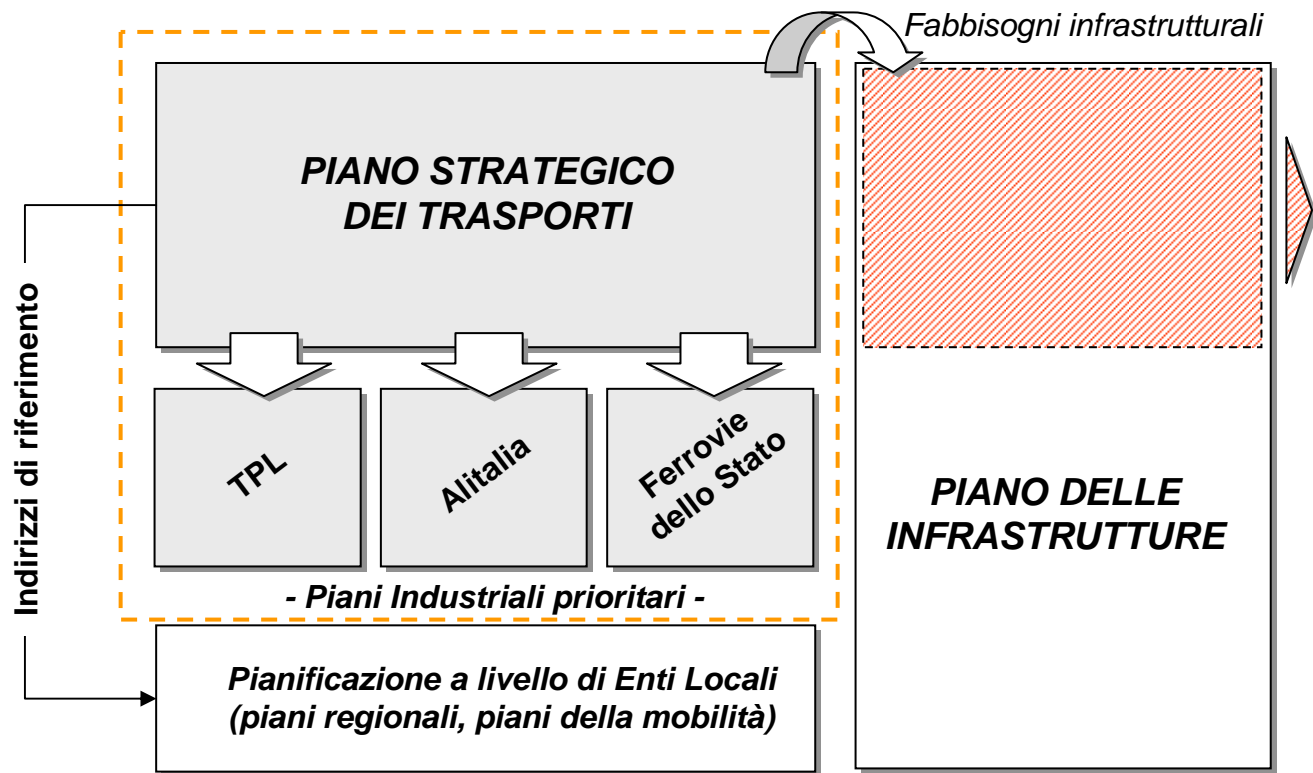 Fabbisogni infrastrutturali
PIANO STRATEGICO
DEI TRASPORTI
Indirizzi di riferimento
TPL
Alitalia
Ferrovie
dello Stato
- Piani Industriali prioritari -
Pianificazione a livello di Enti Locali
(piani regionali, piani della mobilità)
PIANO DELLE
INFRASTRUTTURE